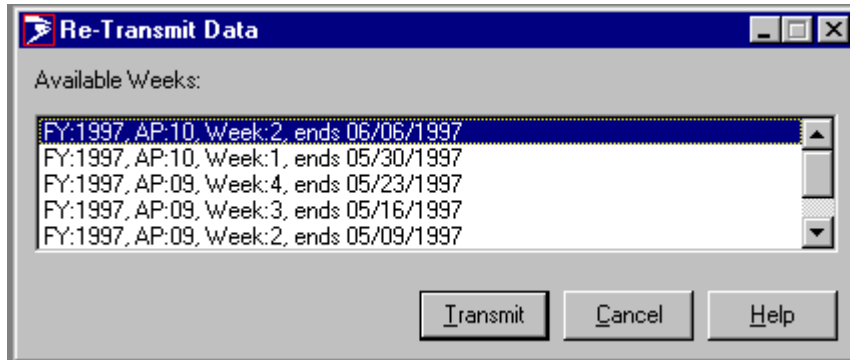 Re-Transmit Data
Available Weeks:
FY:1997, AP:10, Week:2, ends 06/06/1997
FY:1997, AP:10, Week:1, ends 05/30/1997
FY:1997, AP:09, Week:4, ends 05/23/1997
FY:1997, AP:09, Week:3, ends 05/16/1997
FY:1997, AP:09, Week:2, ends 05/09/1997
Transmit Cancel Help